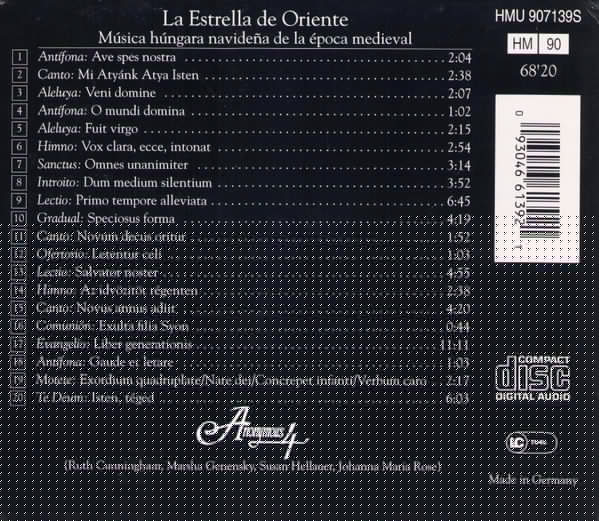 La Estrella de Oriente
Música húngara navideña de la época medieval
HMU 907139S
HM 90
68'20
1 Antífona: Ave spes nostra 2:04
2 Canto: Mi Atyánk Atya Isten 2:38
3 Aleluya: Veni domine 2:07
4 Antífona: O mundi domina 1:02
5 Aleluya: Fuit virgo 2:15
6 Himno: Vox clara, ecce, intonat 2:54
7 Sanctus: Omnes unanimiter 3:14
8 Introito: Dum medium silentium 3:52
9 Lectio: Primo tempore alleviata 6:45
10 Gradual: Speciosus forma 4:19
11 Canto: Novum decus oritur 1:52
12 Ofertorio: Letentur celi 1:03
13 Lectio: Salvator noster 4:55
14 Himno: Az idvözitöt régenten 2:38
15 Canto: Novus annus adiit 4:20
16 Comunión: Exulta filia Syon 0:44
17 Evangelio: Liber generationis 11:11
18 Antífona: Gaude et letare 1:03
19 Motete: Exordium quadruplate/Nate dei/Concrepet infanti/Verbum caro 2:17
20 Te Deum: Isten, téged 6:03
0 93046 61392 1
COMPACT
disc
DIGITAL AUDIO
Anonymous 4
{Ruth Cunningham, Marsha Genensky, Susan Hellauer, Johanna Maria Rose}
LC
Made in Germany